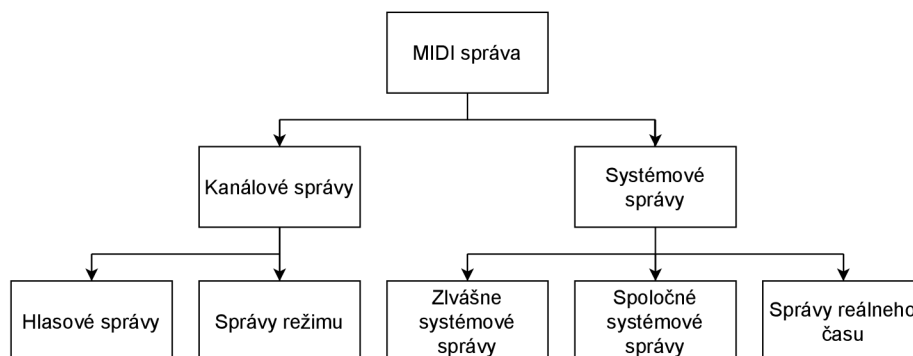 MIDI správa
Kanálové správy
Systémové
správy
Hlasové správy
Správy režimu
Zlvášne
systémové
správy
Spoločné
systémové
správy
Správy reálneho
času